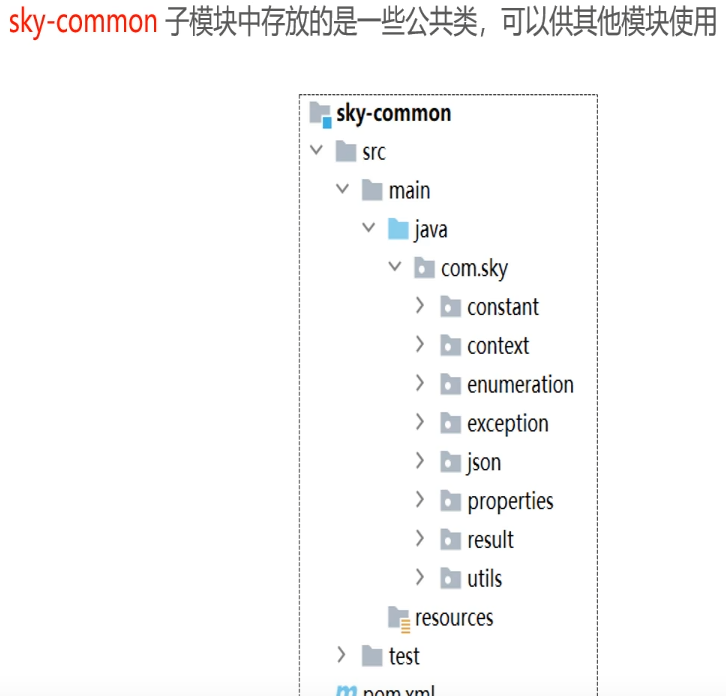 sky-common 子模块中存放的是一些公共类，可以供其他模块使用
sky-common
src
main
java
com.sky
constant
context
enumeration
exception
json
properties
result
utils
resources
test
pom.xml